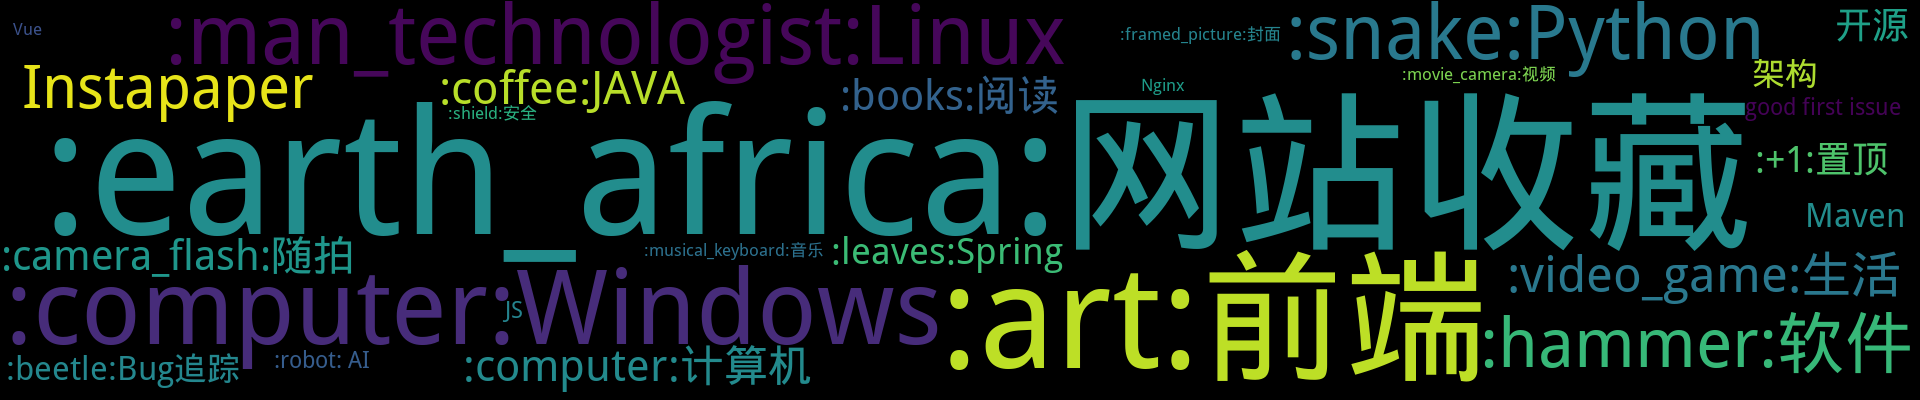 :man_technologist:Linux
:snake:Python
开源
Vue
:framed_picture:封面
Instapaper
:coffee:JAVA
:books:阅读
Nginx
:movie_camera:视频
架构
good first issue
:shield:安全
:earth_africa:网站收藏
:+1:置顶
Maven
:camera_flash:随拍
:musical_keyboard:音乐
:leaves:Spring
:video_game:生活
:computer:Windows
JS
:art:前端
:hammer:软件
:beetle:Bug追踪
:robot: AI
:computer:计算机